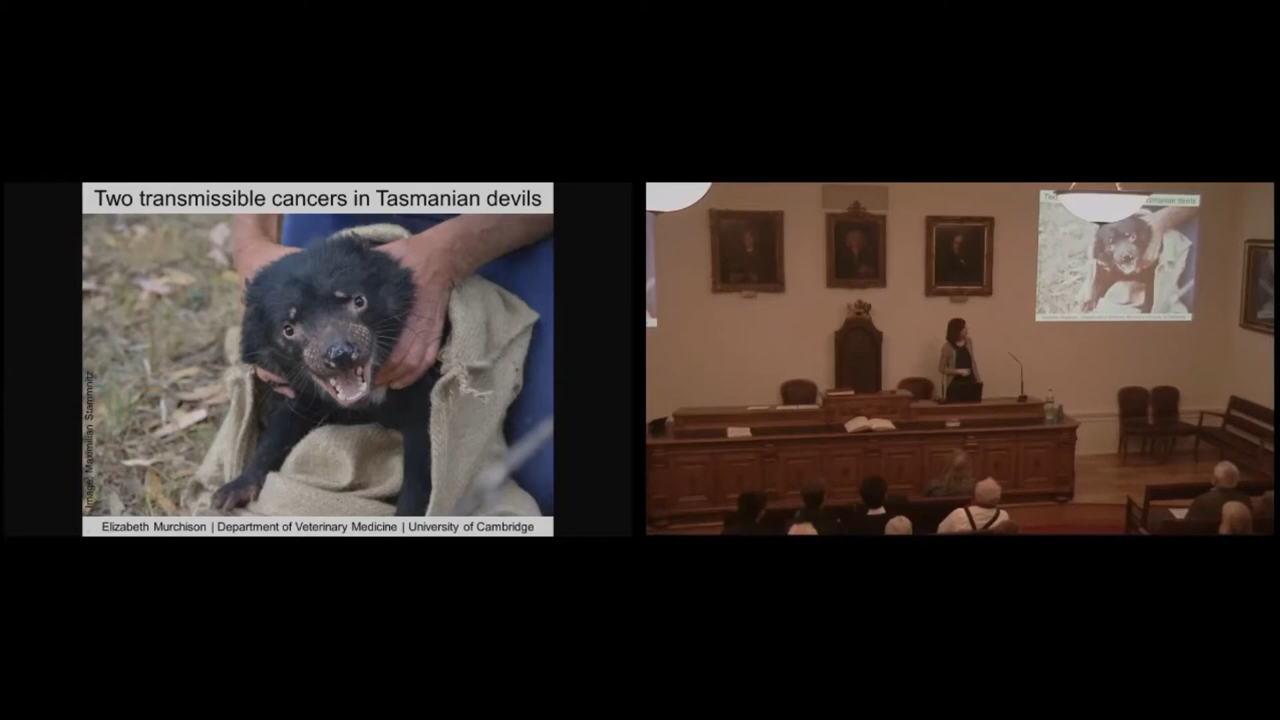 Two transmissible cancers in Tasmanian devils
Image: Maximilian Stammnitz
Elizabeth Murchison | Department of Veterinary Medicine | University of Cambridge